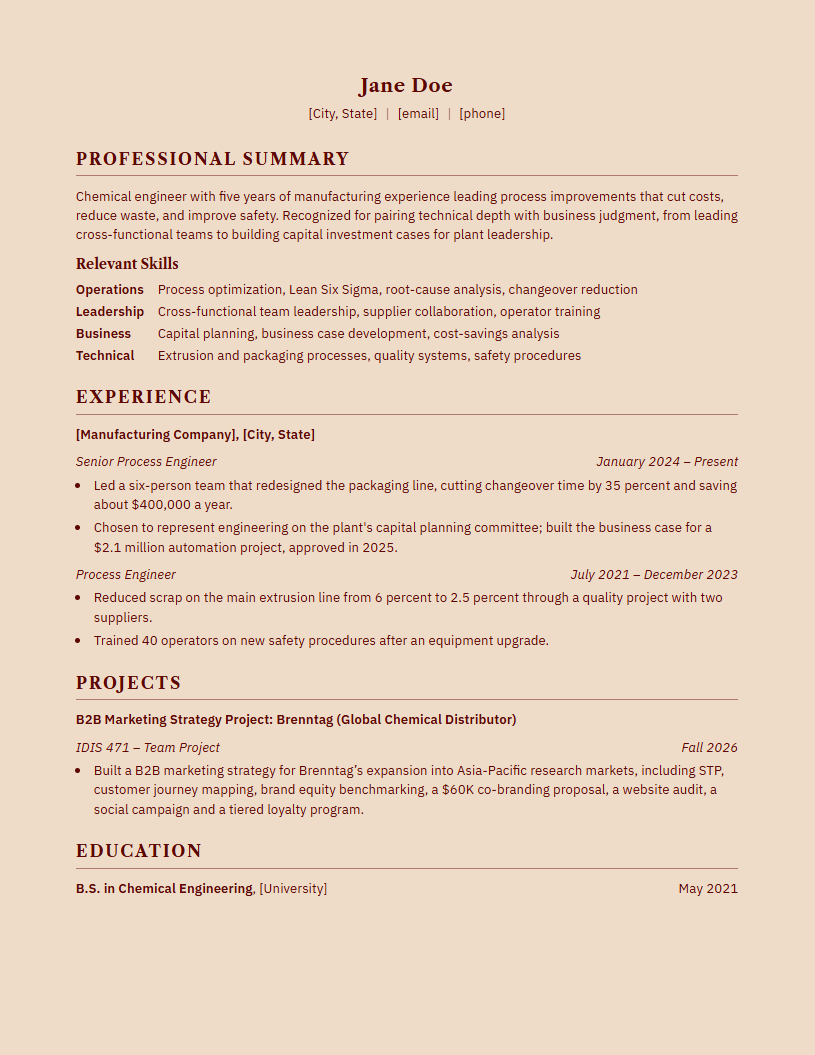 Jane Doe
[City, State] | [email] | [phone]
PROFESSIONAL SUMMARY
Chemical engineer with five years of manufacturing experience leading process improvements that cut costs,
reduce waste, and improve safety. Recognized for pairing technical depth with business judgment, from leading
cross-functional teams to building capital investment cases for plant leadership.
Relevant Skills
Operations Process optimization, Lean Six Sigma, root-cause analysis, changeover reduction
Leadership Cross-functional team leadership, supplier collaboration, operator training
Business Capital planning, business case development, cost-savings analysis
Technical Extrusion and packaging processes, quality systems, safety procedures
EXPERIENCE
[Manufacturing Company], [City, State]
Senior Process Engineer January 2024 – Present
• Led a six-person team that redesigned the packaging line, cutting changeover time by 35 percent and saving
about $400,000 a year.
• Chosen to represent engineering on the plant's capital planning committee; built the business case for a
$2.1 million automation project, approved in 2025.
Process Engineer July 2021 – December 2023
• Reduced scrap on the main extrusion line from 6 percent to 2.5 percent through a quality project with two
suppliers.
• Trained 40 operators on new safety procedures after an equipment upgrade.
PROJECTS
B2B Marketing Strategy Project: Brenntag (Global Chemical Distributor)
IDIS 471 – Team Project Fall 2026
• Built a B2B marketing strategy for Brenntag’s expansion into Asia-Pacific research markets, including STP,
customer journey mapping, brand equity benchmarking, a $60K co-branding proposal, a website audit, a
social campaign and a tiered loyalty program.
EDUCATION
B.S. in Chemical Engineering, [University] May 2021